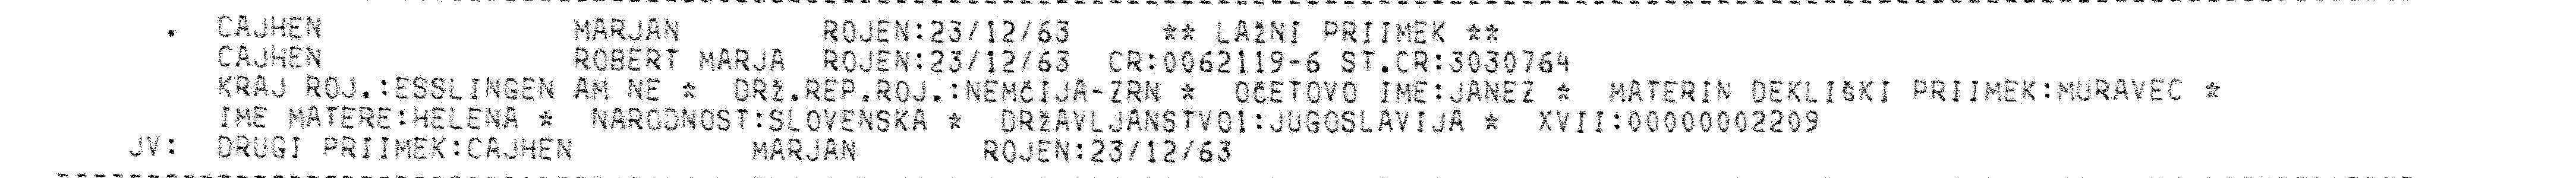 . CAJHEN MARJAN ROJEN:23/12/63 ** LAŽNI PRIIMEK **
CAJHEN ROBERT MARJA ROJEN:23/12/63 CR:0062119-6 ST.CR:3030764
KRAJ ROJ.:ESSLINGEN AM NE * DRŽ.REP.ROJ.:NEMČIJA-ZRN * OČETOVO IME:JANEZ * MATERIN DEKLIŠKI PRIIMEK:MURAVEC *
IME MATERE:HELENA * NARODNOST:SLOVENSKA * DRŽAVLJANSTVO1:JUGOSLAVIJA * XVII:00000002209
JV: DRUGI PRIIMEK:CAJHEN MARJAN ROJEN:23/12/63